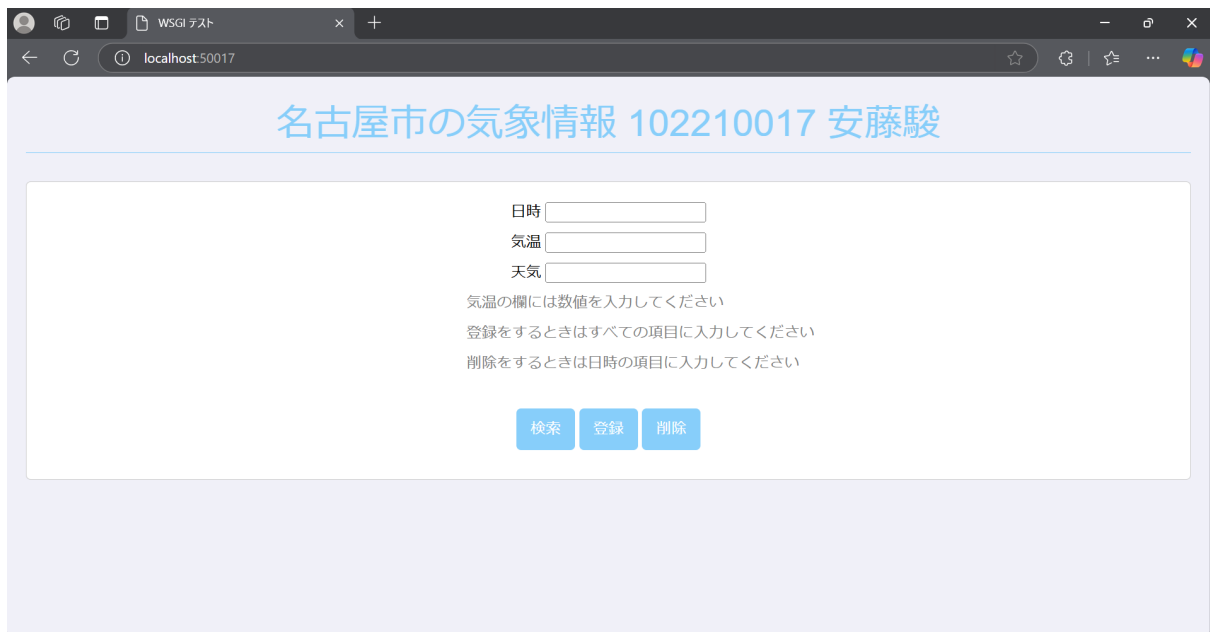 WSGI テスト
localhost:50017
名古屋市の気象情報 102210017 安藤駿
日時
気温
天気
気温の欄には数値を入力してください
登録をするときはすべての項目に入力してください
削除をするときは日時の項目に入力してください
検索 登録 削除